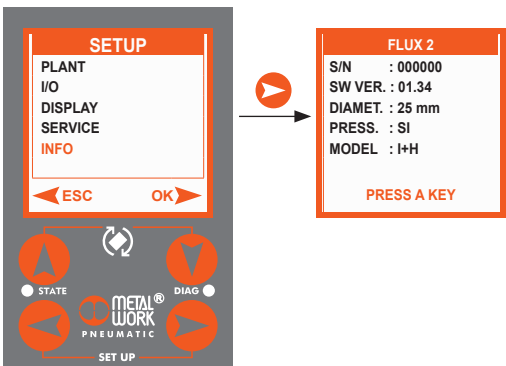 SETUP
PLANT
I/O
DISPLAY
SERVICE
INFO
ESC OK
STATE DIAG
METAL®
WORK
PNEUMATIC
SET UP
FLUX 2
S/N : 000000
SW VER. : 01.34
DIAMET. : 25 mm
PRESS. : SI
MODEL : I+H
PRESS A KEY